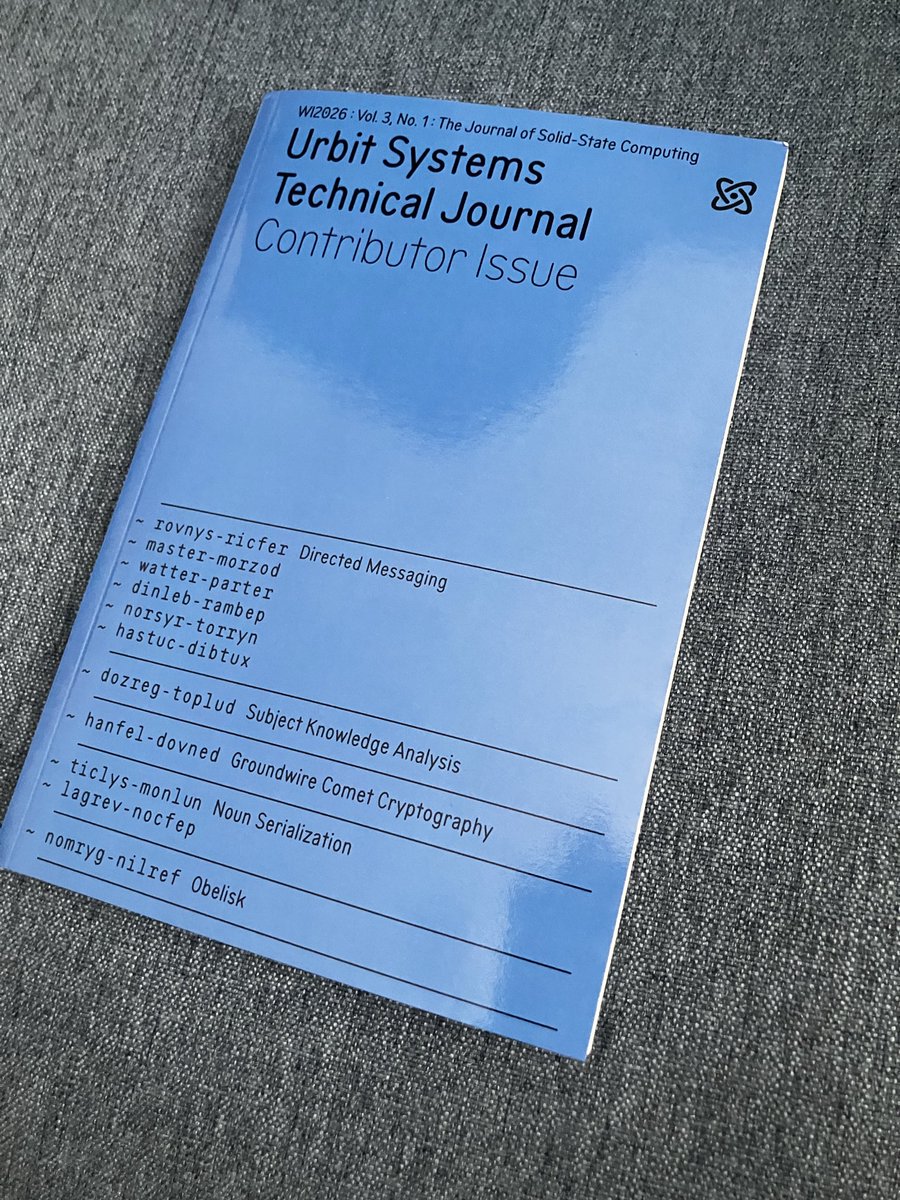 WI2026 : Vol. 3, No. 1 : The Journal of Solid-State Computing
Urbit Systems
Technical Journal
Contributor Issue
~ rovnys-ricfer Directed Messaging
~ master-morzod
~ watter-parter
~ dinleb-rambep
~ norsyr-torryn
~ hastuc-dibtux
~ dozreg-toplud Subject Knowledge Analysis
~ hanfel-dovned Groundwire Comet Cryptography
~ ticlys-monlun Noun Serialization
~ lagrev-nocfep
~ nomryg-nilref Obelisk